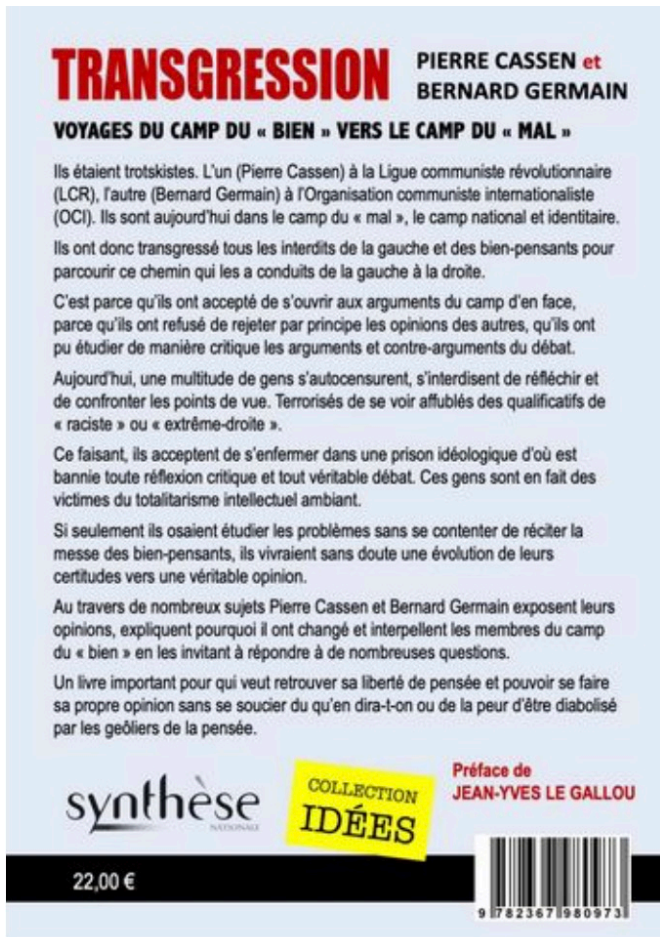 TRANSGRESSION
PIERRE CASSEN et
BERNARD GERMAIN
VOYAGES DU CAMP DU « BIEN » VERS LE CAMP DU « MAL »
Ils étaient trotskistes. L'un (Pierre Cassen) à la Ligue communiste révolutionnaire
(LCR), l'autre (Bernard Germain) à l'Organisation communiste internationaliste
(OCI). Ils sont aujourd'hui dans le camp du « mal », le camp national et identitaire.
Ils ont donc transgressé tous les interdits de la gauche et des bien-pensants pour
parcourir ce chemin qui les a conduits de la gauche à la droite.
C'est parce qu'ils ont accepté de s'ouvrir aux arguments du camp d'en face,
parce qu'ils ont refusé de rejeter par principe les opinions des autres, qu'ils ont
pu étudier de manière critique les arguments et contre-arguments du débat.
Aujourd'hui, une multitude de gens s'autocensurent, s'interdisent de réfléchir et
de confronter les points de vue. Terrorisés de se voir affublés des qualificatifs de
« raciste » ou « extrême-droite ».
Ce faisant, ils acceptent de s'enfermer dans une prison idéologique d'où est
bannie toute réflexion critique et tout véritable débat. Ces gens sont en fait des
victimes du totalitarisme intellectuel ambiant.
Si seulement ils osaient étudier les problèmes sans se contenter de réciter la
messe des bien-pensants, ils vivraient sans doute une évolution de leurs
certitudes vers une véritable opinion.
Au travers de nombreux sujets Pierre Cassen et Bernard Germain exposent leurs
opinions, expliquent pourquoi il ont changé et interpellent les membres du camp
du « bien » en les invitant à répondre à de nombreuses questions.
Un livre important pour qui veut retrouver sa liberté de pensée et pouvoir se faire
sa propre opinion sans se soucier du qu'en dira-t-on ou de la peur d'être diabolisé
par les geôliers de la pensée.
synthèse
NATIONALE
COLLECTION
IDÉES
Préface de
JEAN-YVES LE GALLOU
22,00 €
9 782367 980973